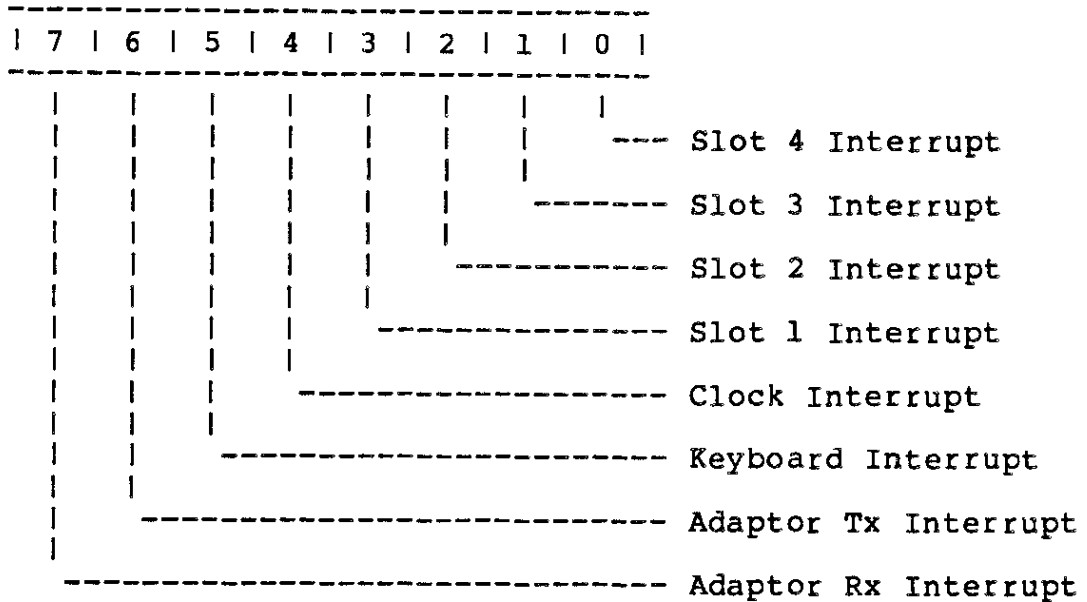 | 7 | 6 | 5 | 4 | 3 | 2 | 1 | 0 |
Slot 4 Interrupt
Slot 3 Interrupt
Slot 2 Interrupt
Slot 1 Interrupt
Clock Interrupt
Keyboard Interrupt
Adaptor Tx Interrupt
Adaptor Rx Interrupt